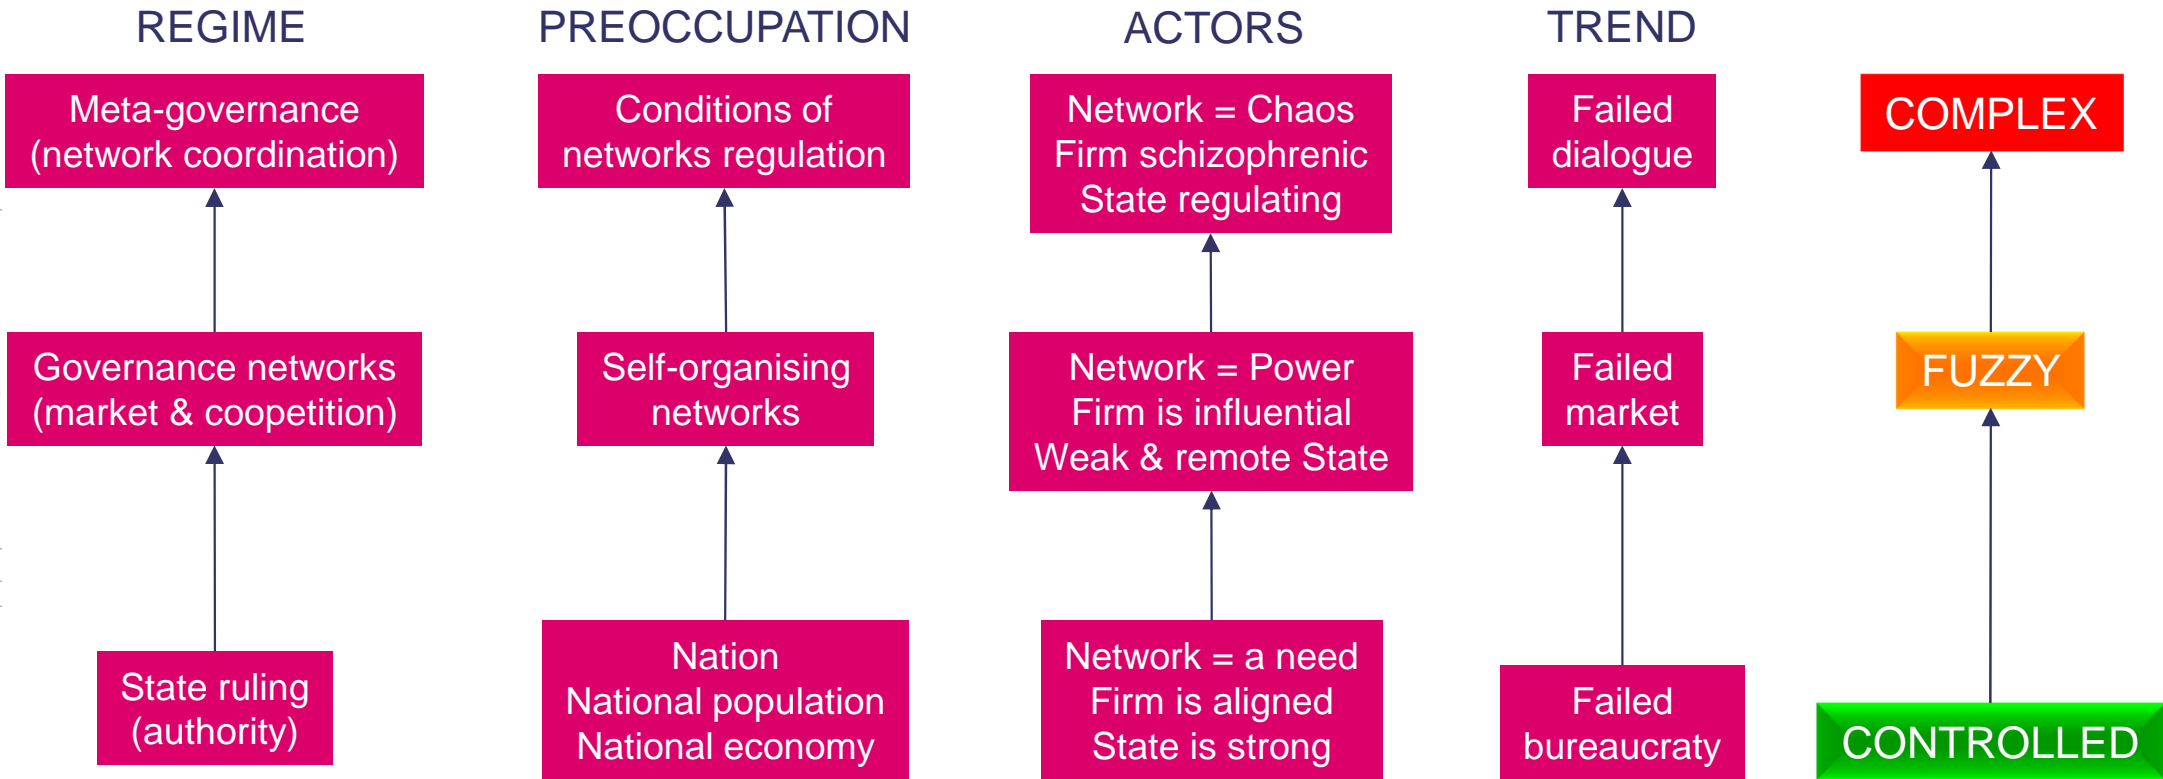 REGIME
PREOCCUPATION
ACTORS
TREND
Meta-governance
(network coordination)
Conditions of
networks regulation
Network = Chaos
Firm schizophrenic
State regulating
Failed
dialogue
COMPLEX
Governance networks
(market & coopetition)
Self-organising
networks
Network = Power
Firm is influential
Weak & remote State
Failed
market
FUZZY
State ruling
(authority)
Nation
National population
National economy
Network = a need
Firm is aligned
State is strong
Failed
bureaucraty
CONTROLLED